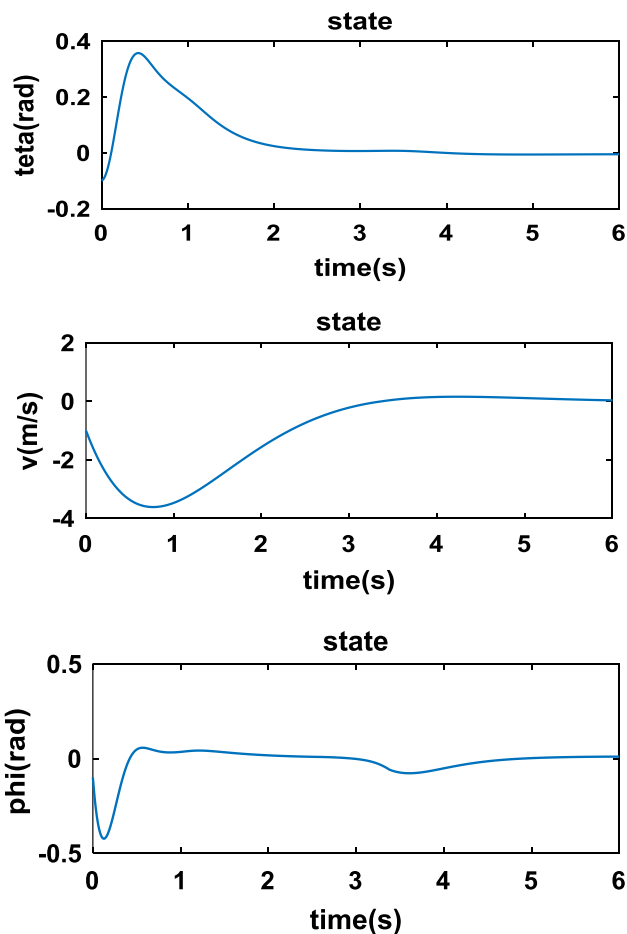 state
0.4
0.2
0
-0.2
teta(rad)
0 1 2 3 4 5 6
time(s)
state
2
0
-2
-4
v(m/s)
0 1 2 3 4 5 6
time(s)
state
0.5
0
-0.5
phi(rad)
0 1 2 3 4 5 6
time(s)